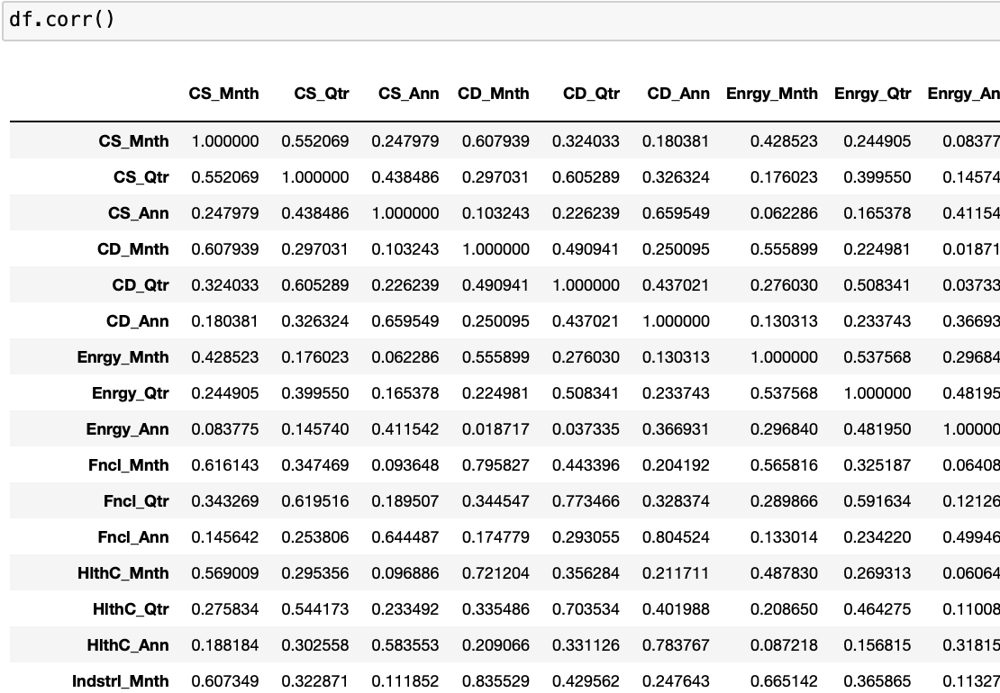 df.corr()
CS_Mnth CS_Qtr CS_Ann CD_Mnth CD_Qtr CD_Ann Enrgy_Mnth Enrgy_Qtr Enrgy_An
CS_Mnth 1.000000 0.552069 0.247979 0.607939 0.324033 0.180381 0.428523 0.244905 0.08377
CS_Qtr 0.552069 1.000000 0.438486 0.297031 0.605289 0.326324 0.176023 0.399550 0.14574
CS_Ann 0.247979 0.438486 1.000000 0.103243 0.226239 0.659549 0.062286 0.165378 0.41154
CD_Mnth 0.607939 0.297031 0.103243 1.000000 0.490941 0.250095 0.555899 0.224981 0.01871
CD_Qtr 0.324033 0.605289 0.226239 0.490941 1.000000 0.437021 0.276030 0.508341 0.03733
CD_Ann 0.180381 0.326324 0.659549 0.250095 0.437021 1.000000 0.130313 0.233743 0.36693
Enrgy_Mnth 0.428523 0.176023 0.062286 0.555899 0.276030 0.130313 1.000000 0.537568 0.29684
Enrgy_Qtr 0.244905 0.399550 0.165378 0.224981 0.508341 0.233743 0.537568 1.000000 0.48195
Enrgy_Ann 0.083775 0.145740 0.411542 0.018717 0.037335 0.366931 0.296840 0.481950 1.00000
Fncl_Mnth 0.616143 0.347469 0.093648 0.795827 0.443396 0.204192 0.565816 0.325187 0.06408
Fncl_Qtr 0.343269 0.619516 0.189507 0.344547 0.773466 0.328374 0.289866 0.591634 0.12126
Fncl_Ann 0.145642 0.253806 0.644487 0.174779 0.293055 0.804524 0.133014 0.234220 0.49946
HlthC_Mnth 0.569009 0.295356 0.096886 0.721204 0.356284 0.211711 0.487830 0.269313 0.06064
HlthC_Qtr 0.275834 0.544173 0.233492 0.335486 0.703534 0.401988 0.208650 0.464275 0.11008
HlthC_Ann 0.188184 0.302558 0.583553 0.209066 0.331126 0.783767 0.087218 0.156815 0.31815
Indstrl_Mnth 0.607349 0.322871 0.111852 0.835529 0.429562 0.247643 0.665142 0.365865 0.11327